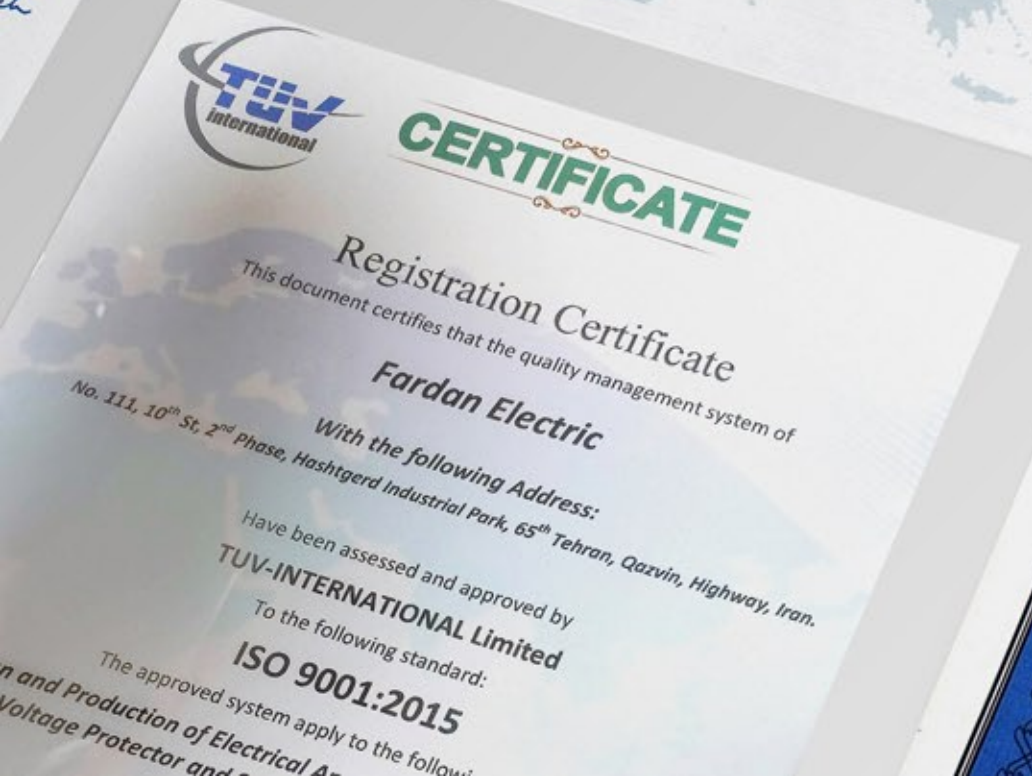 TUV
international
CERTIFICATE
Registration Certificate
This document certifies that the quality management system of
Fardan Electric
With the following Address:
No. 111, 10th St, 2nd Phase, Hashtgerd Industrial Park, 65th Tehran, Qazvin, Highway, Iran.
Have been assessed and approved by
TUV-INTERNATIONAL Limited
To the following standard:
ISO 9001:2015
The approved system apply to the
and Production of Electrical
Voltage Protector and